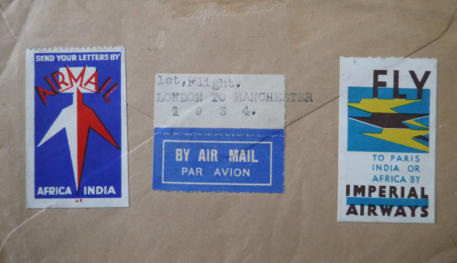 SEND YOUR LETTERS BY
AIRMAIL
AFRICA INDIA
1st, Flight.
LONDON TO MANCHESTER
1 9 3 4.
BY AIR MAIL
PAR AVION
FLY
TO PARIS
INDIA OR
AFRICA BY
IMPERIAL
AIRWAYS